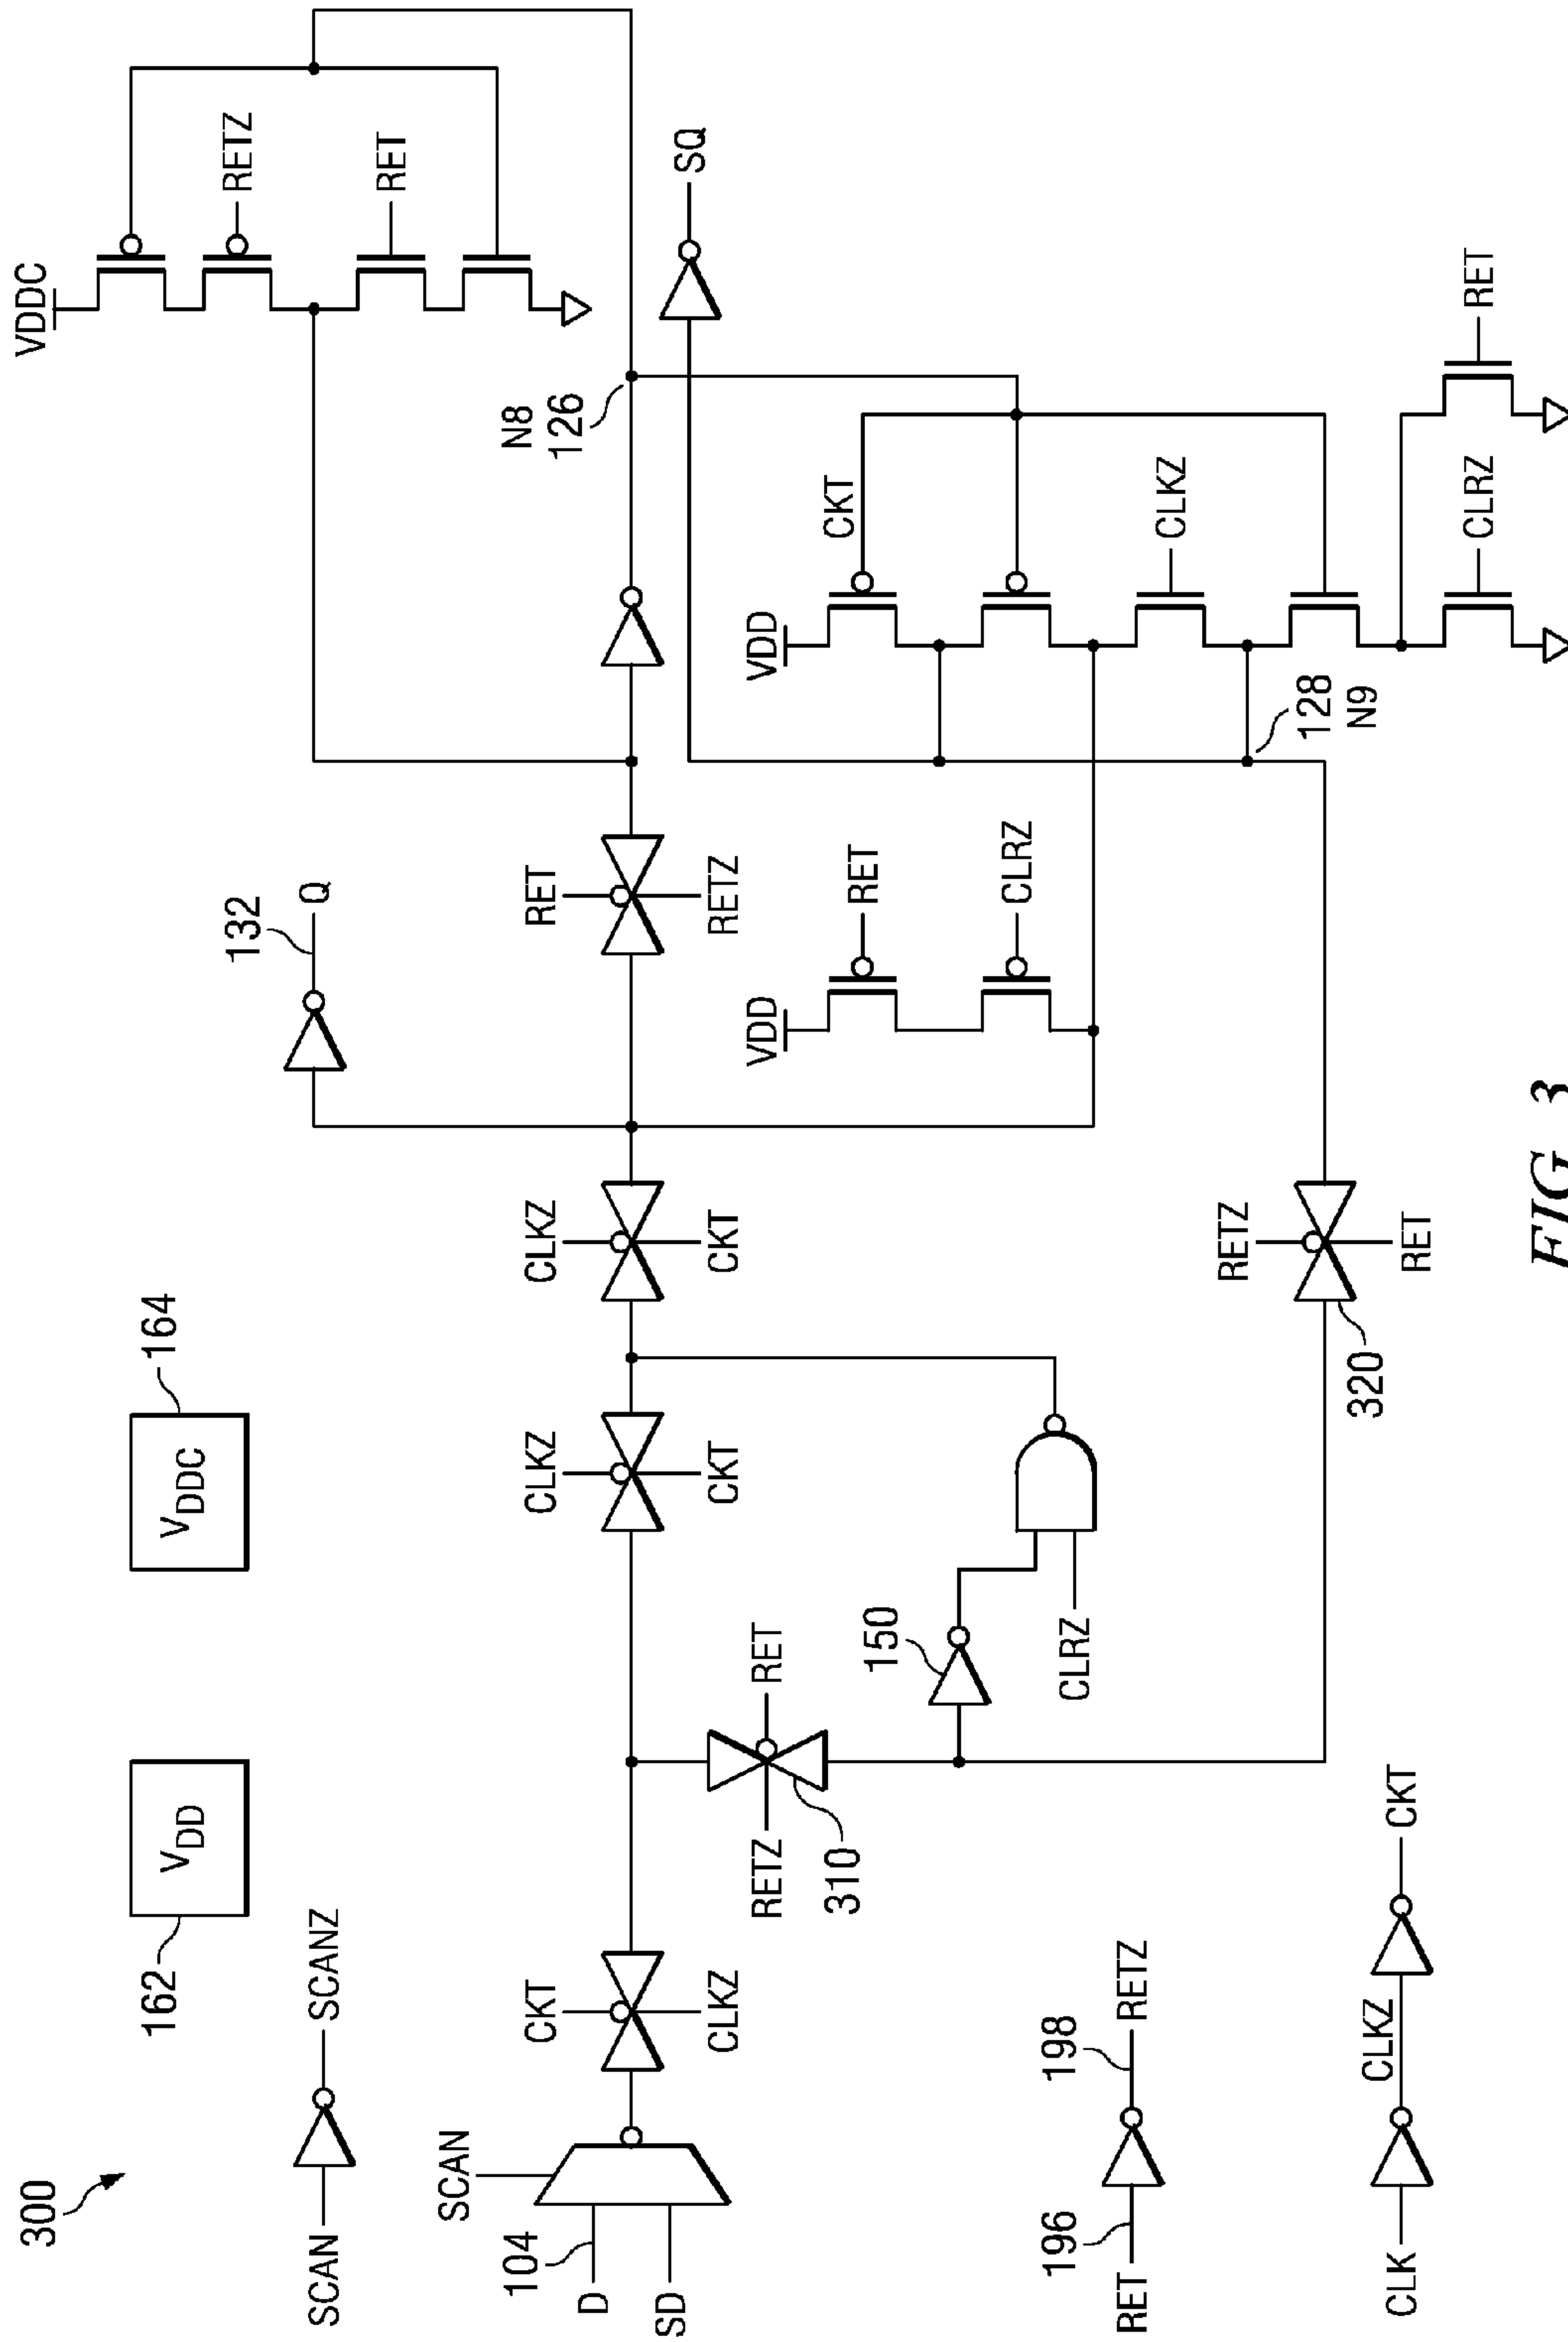 300
SCAN
SCANZ
162
VDD
VDDC
164
132
Q
VDDC
RETZ
RET
SCAN
104
D
SD
CKT
CLKZ
CLKZ
CKT
CLKZ
CKT
RET
RETZ
N8
126
SQ
RETZ
RET
310
150
CLRZ
VDD
RET
CLRZ
VDD
CKT
CLKZ
128
N9
CLRZ
RET
RET
196
198
RETZ
RETZ
RET
320
CLK
CLKZ
CKT
FIG. 3